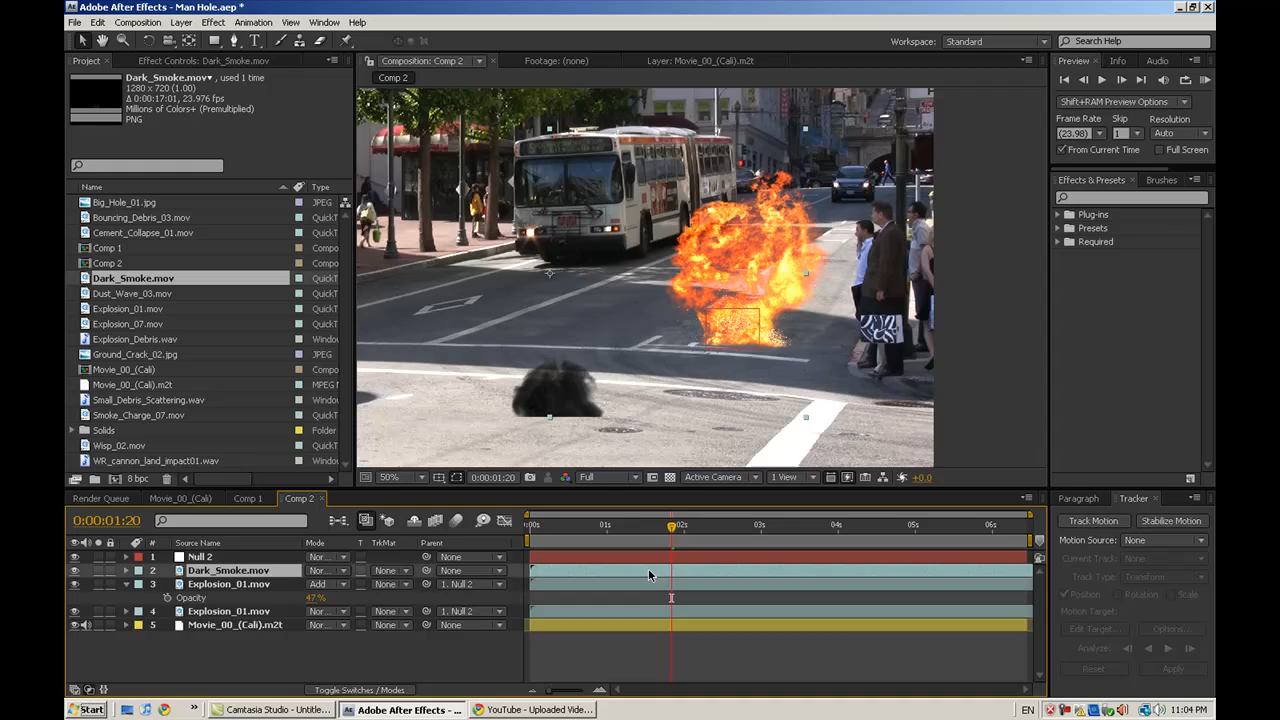 Adobe After Effects - Man Hole.aep *
File Edit Composition Layer Effect Animation View Window Help
Workspace: Standard Search Help
Project Effect Controls: Dark_Smoke.mov Composition: Comp 2 Footage: (none) Layer: Movie_00_(Cali).m2t Preview Info Audio
Comp 2
Dark_Smoke.mov , used 1 time
1280 x 720 (1.00)
Δ 0:00:17:01, 23.976 fps
Millions of Colors+ (Premultiplied)
PNG
Shift+RAM Preview Options
Frame Rate Skip Resolution
(23.98) 1 Auto
From Current Time Full Screen
Effects & Presets Brushes
Plug-ins
Presets
Required
Name Type
Big_Hole_01.jpg JPEG
Bouncing_Debris_03.mov QuickT
Cement_Collapse_01.mov QuickT
Comp 1 Compo
Comp 2 Compo
Dark_Smoke.mov QuickT
Dust_Wave_03.mov QuickT
Explosion_01.mov QuickT
Explosion_07.mov QuickT
Explosion_Debris.wav Window
Ground_Crack_02.jpg JPEG
Movie_00_(Cali) Compo
Movie_00_(Cali).m2t MPEG
Small_Debris_Scattering.wav Window
Smoke_Charge_07.mov QuickT
Solids Folder
Wisp_02.mov QuickT
WR_cannon_land_impact01.wav Window
8 bpc
50% 0:00:01:20 Full Active Camera 1 View +0.0
Render Queue Movie_00_(Cali) Comp 1 Comp 2
0:00:01:20
00s 01s 02s 03s 04s 05s 06s
# Source Name Mode T TrkMat Parent
1 Null 2 Nor... None
2 Dark_Smoke.mov Nor... None None
3 Explosion_01.mov Add None 1. Null 2
Opacity 47 %
4 Explosion_01.mov Nor... None 1. Null 2
5 Movie_00_(Cali).m2t Nor... None None
Toggle Switches / Modes
Paragraph Tracker
Track Motion Stabilize Motion
Motion Source: None
Current Track:
Track Type: Transform
Position Rotation Scale
Motion Target:
Edit Target... Options...
Analyze:
Reset Apply
Start Camtasia Studio - Untitle... Adobe After Effects - ... YouTube - Uploaded Vide... EN 11:04 PM